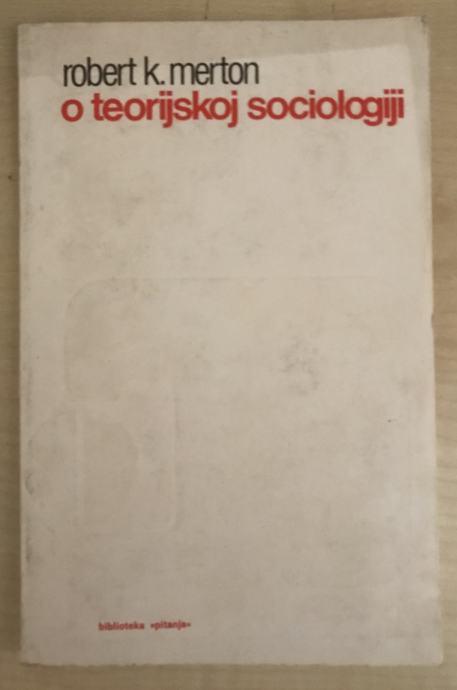 robert k. merton
o teorijskoj sociologiji
biblioteka »pitanja«